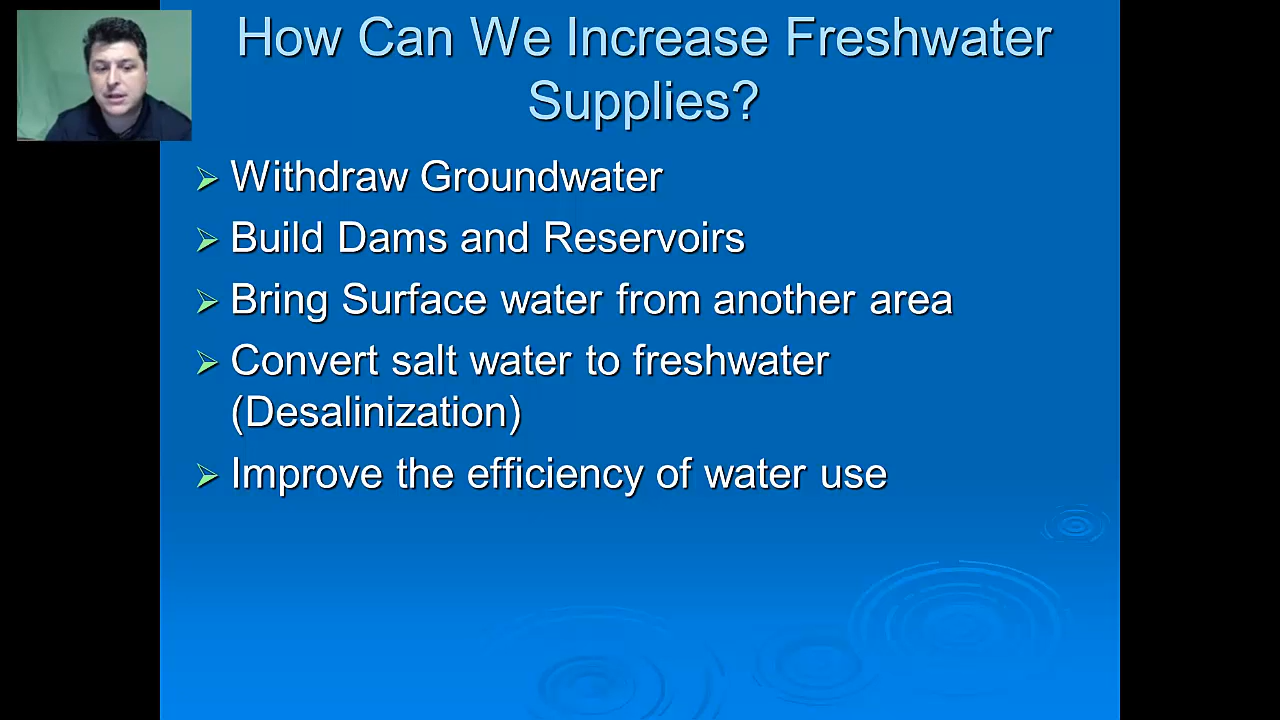 How Can We Increase Freshwater
Supplies?
Withdraw Groundwater
Build Dams and Reservoirs
Bring Surface water from another area
Convert salt water to freshwater
(Desalinization)
Improve the efficiency of water use